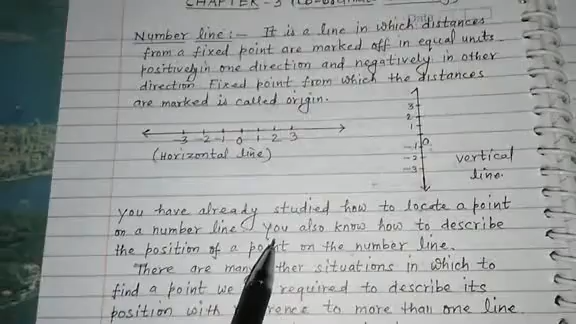 CHAPTER - 3
Number line:- It is a line in which distances
from a fixed point are marked off in equal units
positively in one direction and negatively in other
direction. Fixed point from which the distances
are marked is called origin.
-3 -2 -1 0 1 2 3
(Horizontal line)
3
2
1
0
-1
-2
-3
vertical
line.
You have already studied how to locate a point
on a number line. You also know how to describe
the position of a point on the number line.
There are many other situations in which to
find a point we required to describe its
position with to more than one line.